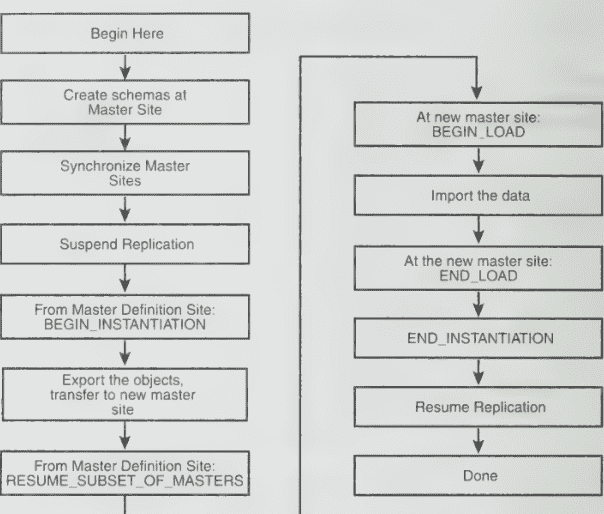 Begin Here
Create schemas at
Master Site
Synchronize Master
Sites
Suspend Replication
From Master Definition Site:
BEGIN_INSTANTIATION
Export the objects,
transfer to new master
site
From Master Definition Site:
RESUME_SUBSET_OF_MASTERS
At new master site:
BEGIN_LOAD
Import the data
At the new master site:
END_LOAD
END_INSTANTIATION
Resume Replication
Done